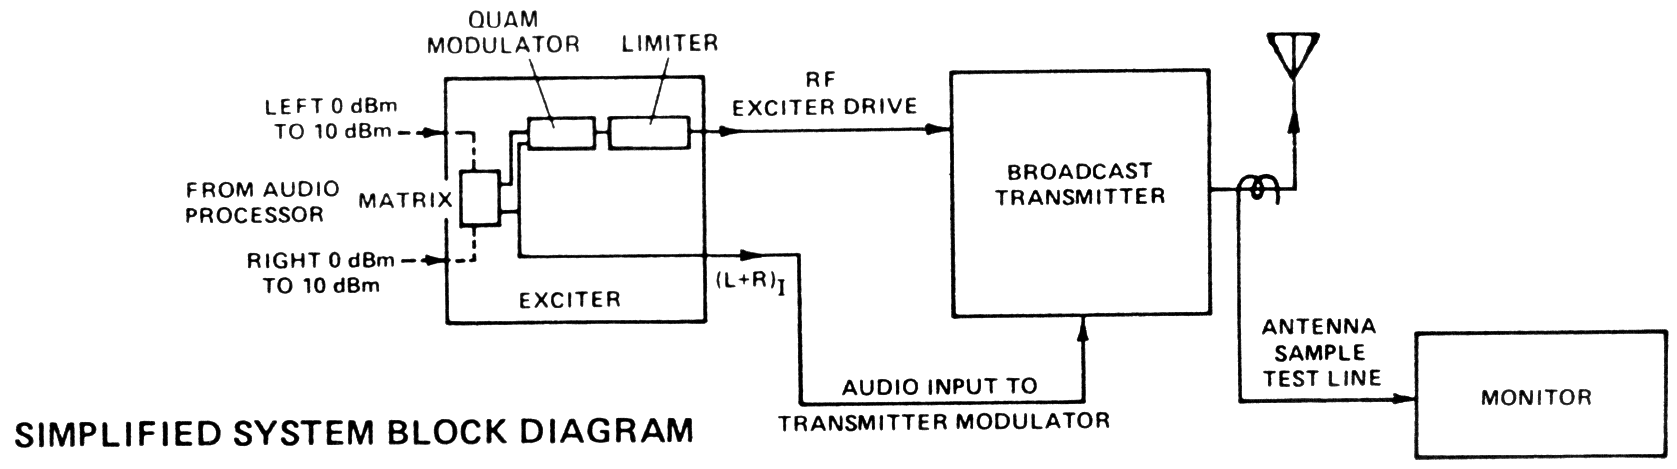 QUAM
MODULATOR
LIMITER
LEFT 0 dBm
TO 10 dBm
FROM AUDIO
PROCESSOR
MATRIX
RIGHT 0 dBm
TO 10 dBm
EXCITER
RF
EXCITER DRIVE
(L+R)I
BROADCAST
TRANSMITTER
AUDIO INPUT TO
TRANSMITTER MODULATOR
ANTENNA
SAMPLE
TEST LINE
MONITOR
SIMPLIFIED SYSTEM BLOCK DIAGRAM